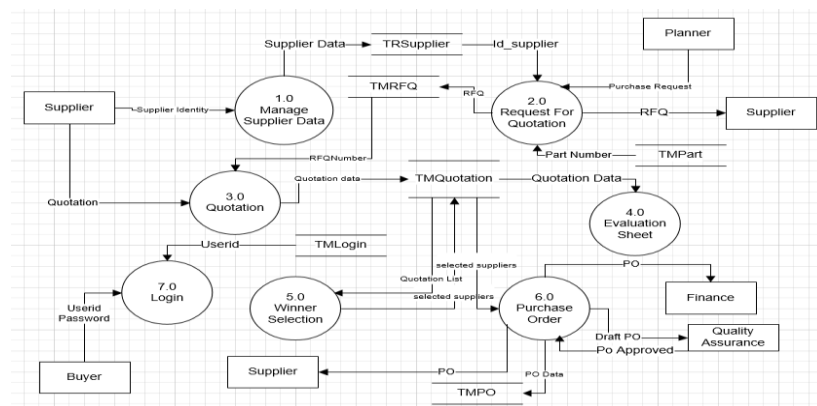 Supplier Data
TRSupplier
Id_supplier
Planner
TMRFQ
RFQ
Purchase Request
Supplier
Supplier Identity
1.0
Manage
Supplier Data
2.0
Request For
Quotation
RFQ
Supplier
RFQNumber
Part Number
TMPart
Quotation
3.0
Quotation
Quotation data
TMQuotation
Quotation Data
4.0
Evaluation
Sheet
Userid
TMLogin
selected suppliers
PO
Quotation List
7.0
Login
5.0
Winner
Selection
selected suppliers
6.0
Purchase
Order
Finance
Userid
Password
Draft PO
Quality
Assurance
Po Approved
Buyer
Supplier
PO
PO Data
TMPO